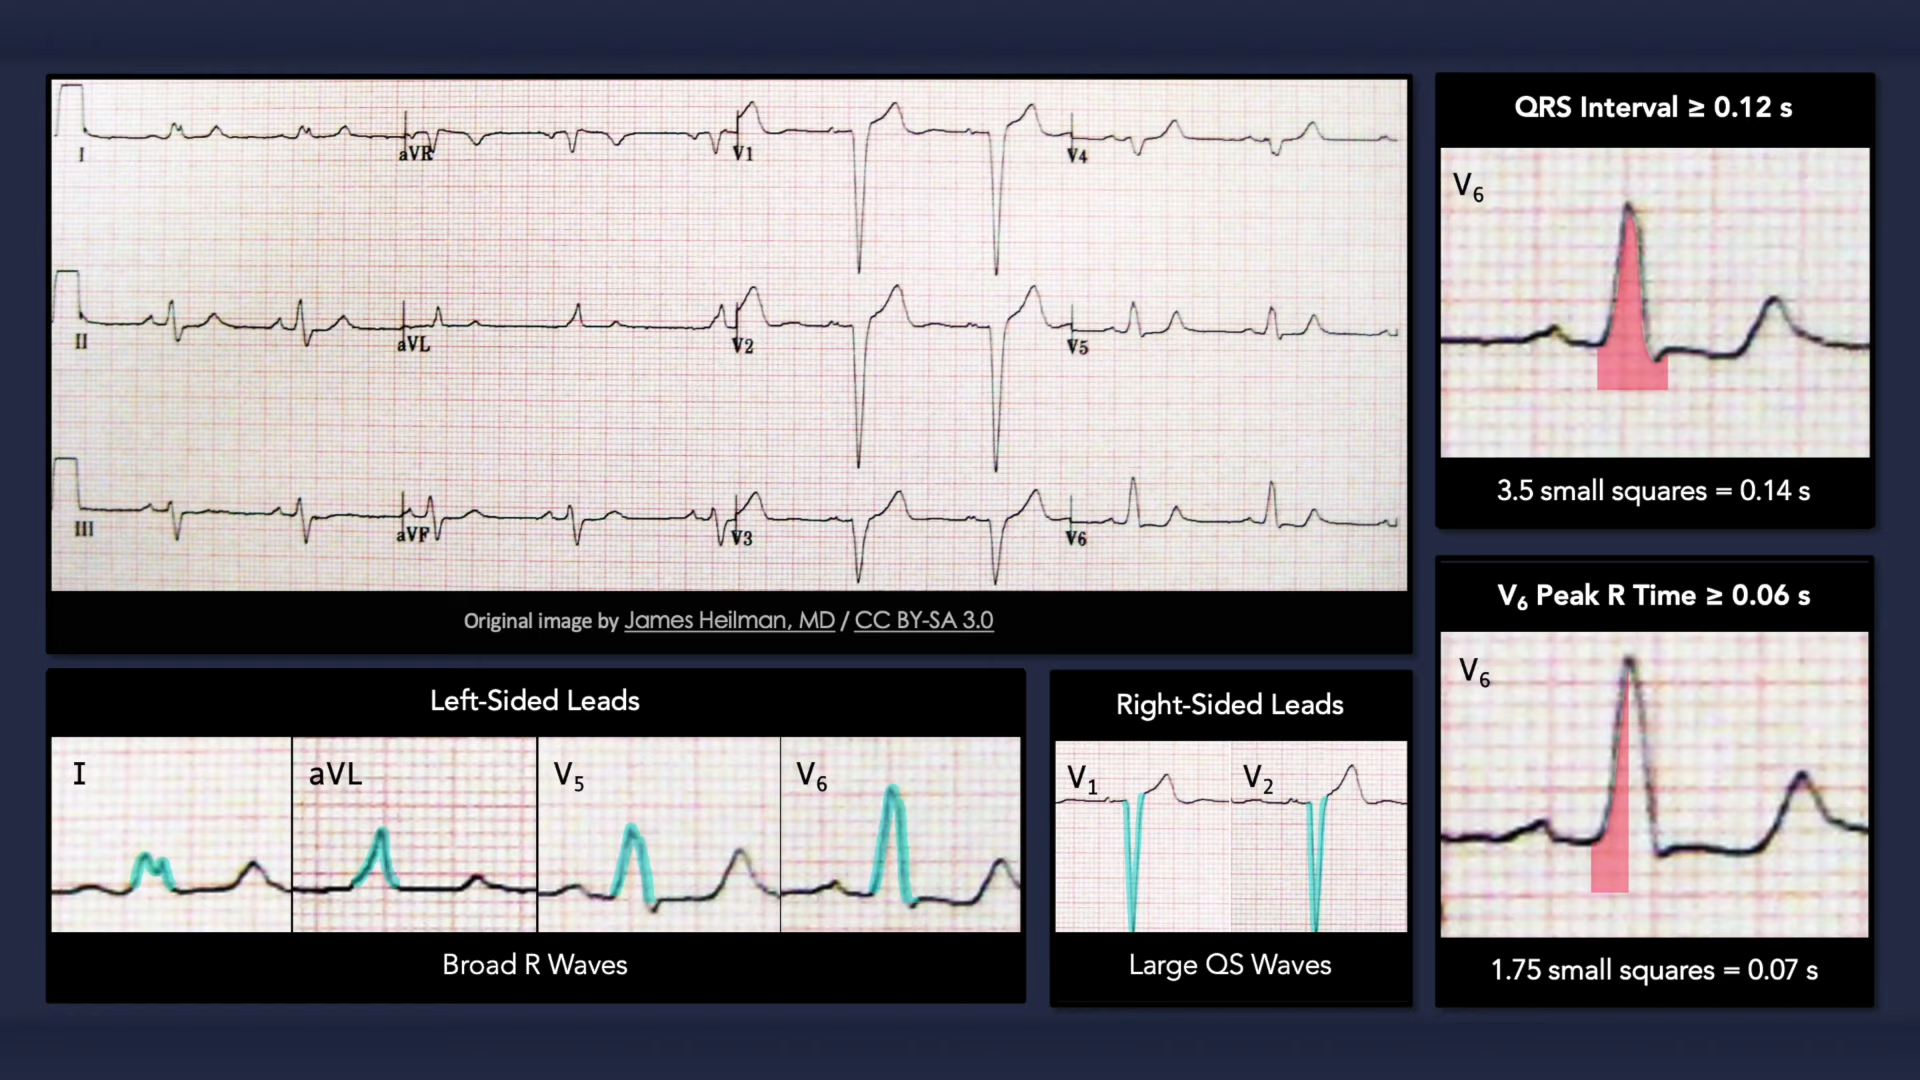 I
aVR
V1
V4
II
aVL
V2
V5
III
aVF
V3
V6
Original image by James Heilman, MD / CC BY-SA 3.0
QRS Interval ≥ 0.12 s
V₆
3.5 small squares = 0.14 s
V₆ Peak R Time ≥ 0.06 s
V₆
1.75 small squares = 0.07 s
Left-Sided Leads
I
aVL
V₅
V₆
Broad R Waves
Right-Sided Leads
V₁
V₂
Large QS Waves